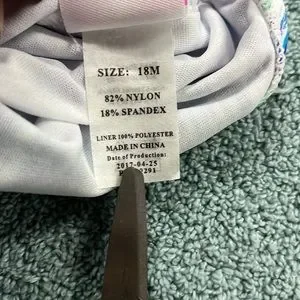 SIZE: 18M
82% NYLON
18% SPANDEX
LINER 100% POLYESTER
MADE IN CHINA
Date of Production:
2017-04-25